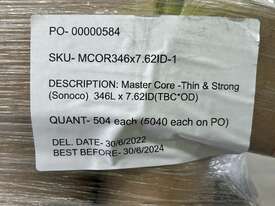 PO- 00000584
SKU- MCOR346x7.62ID-1
DESCRIPTION: Master Core -Thin & Strong
(Sonoco) 346L x 7.62ID(TBC*OD)
QUANT- 504 each (5040 each on PO)
DEL. DATE- 30/6/2022
BEST BEFORE- 30/6/2024